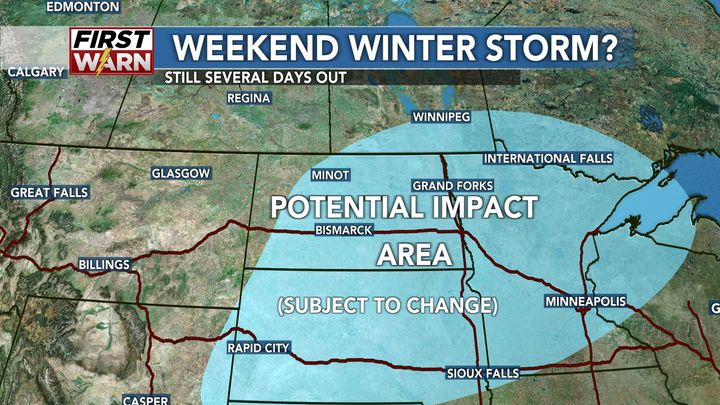 EDMONTON
FIRST
WARN
WEEKEND WINTER STORM?
STILL SEVERAL DAYS OUT
CALGARY
REGINA
WINNIPEG
INTERNATIONAL FALLS
GLASGOW
MINOT
GRAND FORKS
GREAT FALLS
POTENTIAL IMPACT
BISMARCK
AREA
BILLINGS
(SUBJECT TO CHANGE)
MINNEAPOLIS
G
RAPID CITY
SIOUX FALLS
CASPER